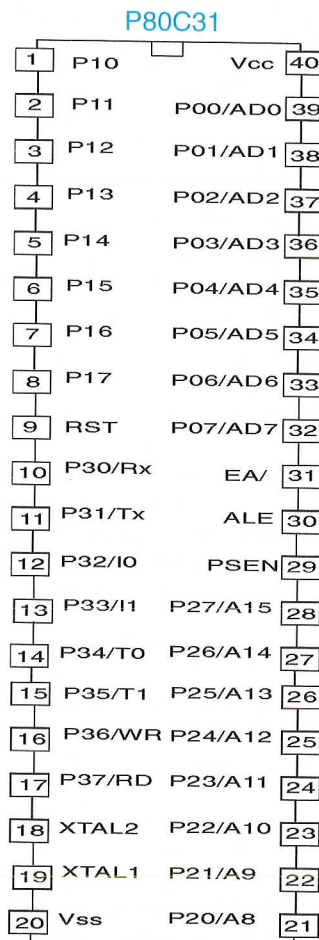 P80C31
1 P10 Vcc 40
2 P11 P00/AD0 39
3 P12 P01/AD1 38
4 P13 P02/AD2 37
5 P14 P03/AD3 36
6 P15 P04/AD4 35
7 P16 P05/AD5 34
8 P17 P06/AD6 33
9 RST P07/AD7 32
10 P30/Rx EA/ 31
11 P31/Tx ALE 30
12 P32/I0 PSEN 29
13 P33/I1 P27/A15 28
14 P34/T0 P26/A14 27
15 P35/T1 P25/A13 26
16 P36/WR P24/A12 25
17 P37/RD P23/A11 24
18 XTAL2 P22/A10 23
19 XTAL1 P21/A9 22
20 Vss P20/A8 21